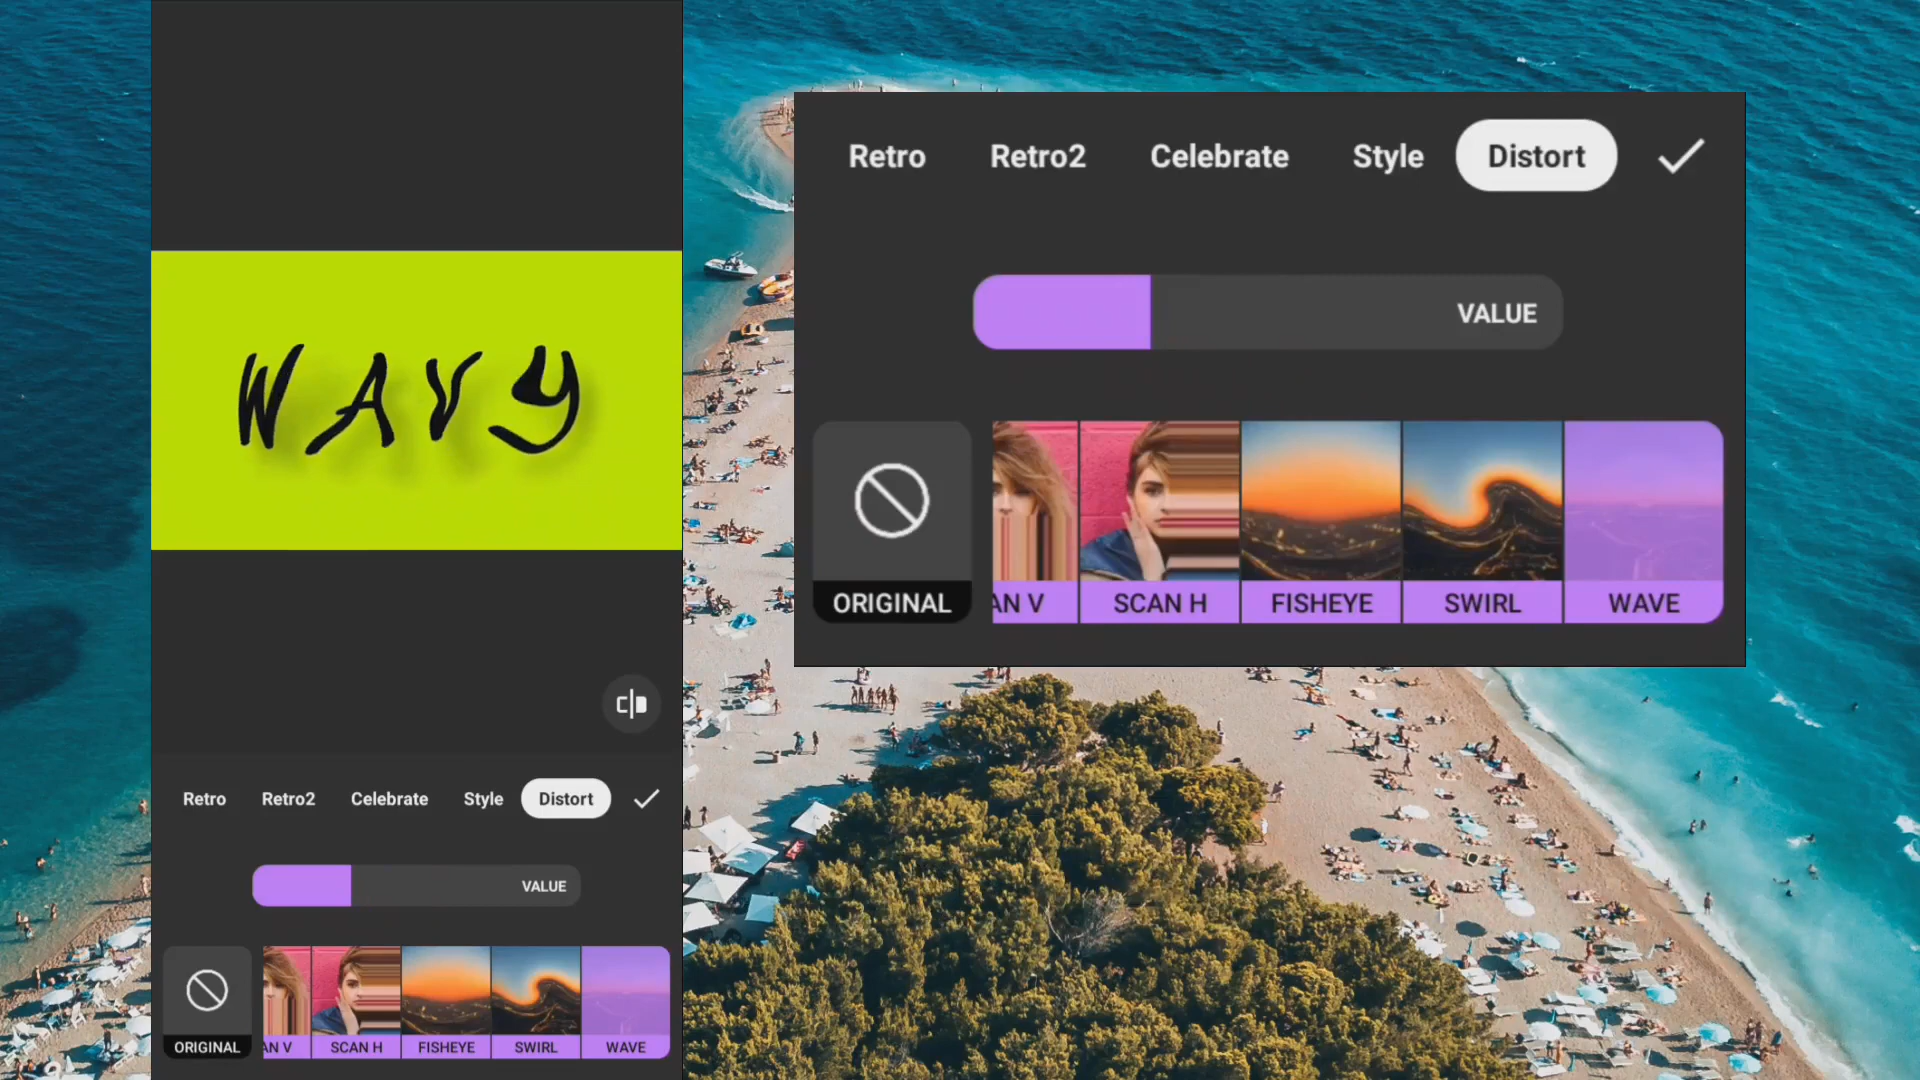 WAVY
Retro Retro2 Celebrate Style Distort
VALUE
ORIGINAL AN V SCAN H FISHEYE SWIRL WAVE
Retro Retro2 Celebrate Style Distort
VALUE
ORIGINAL AN V SCAN H FISHEYE SWIRL WAVE